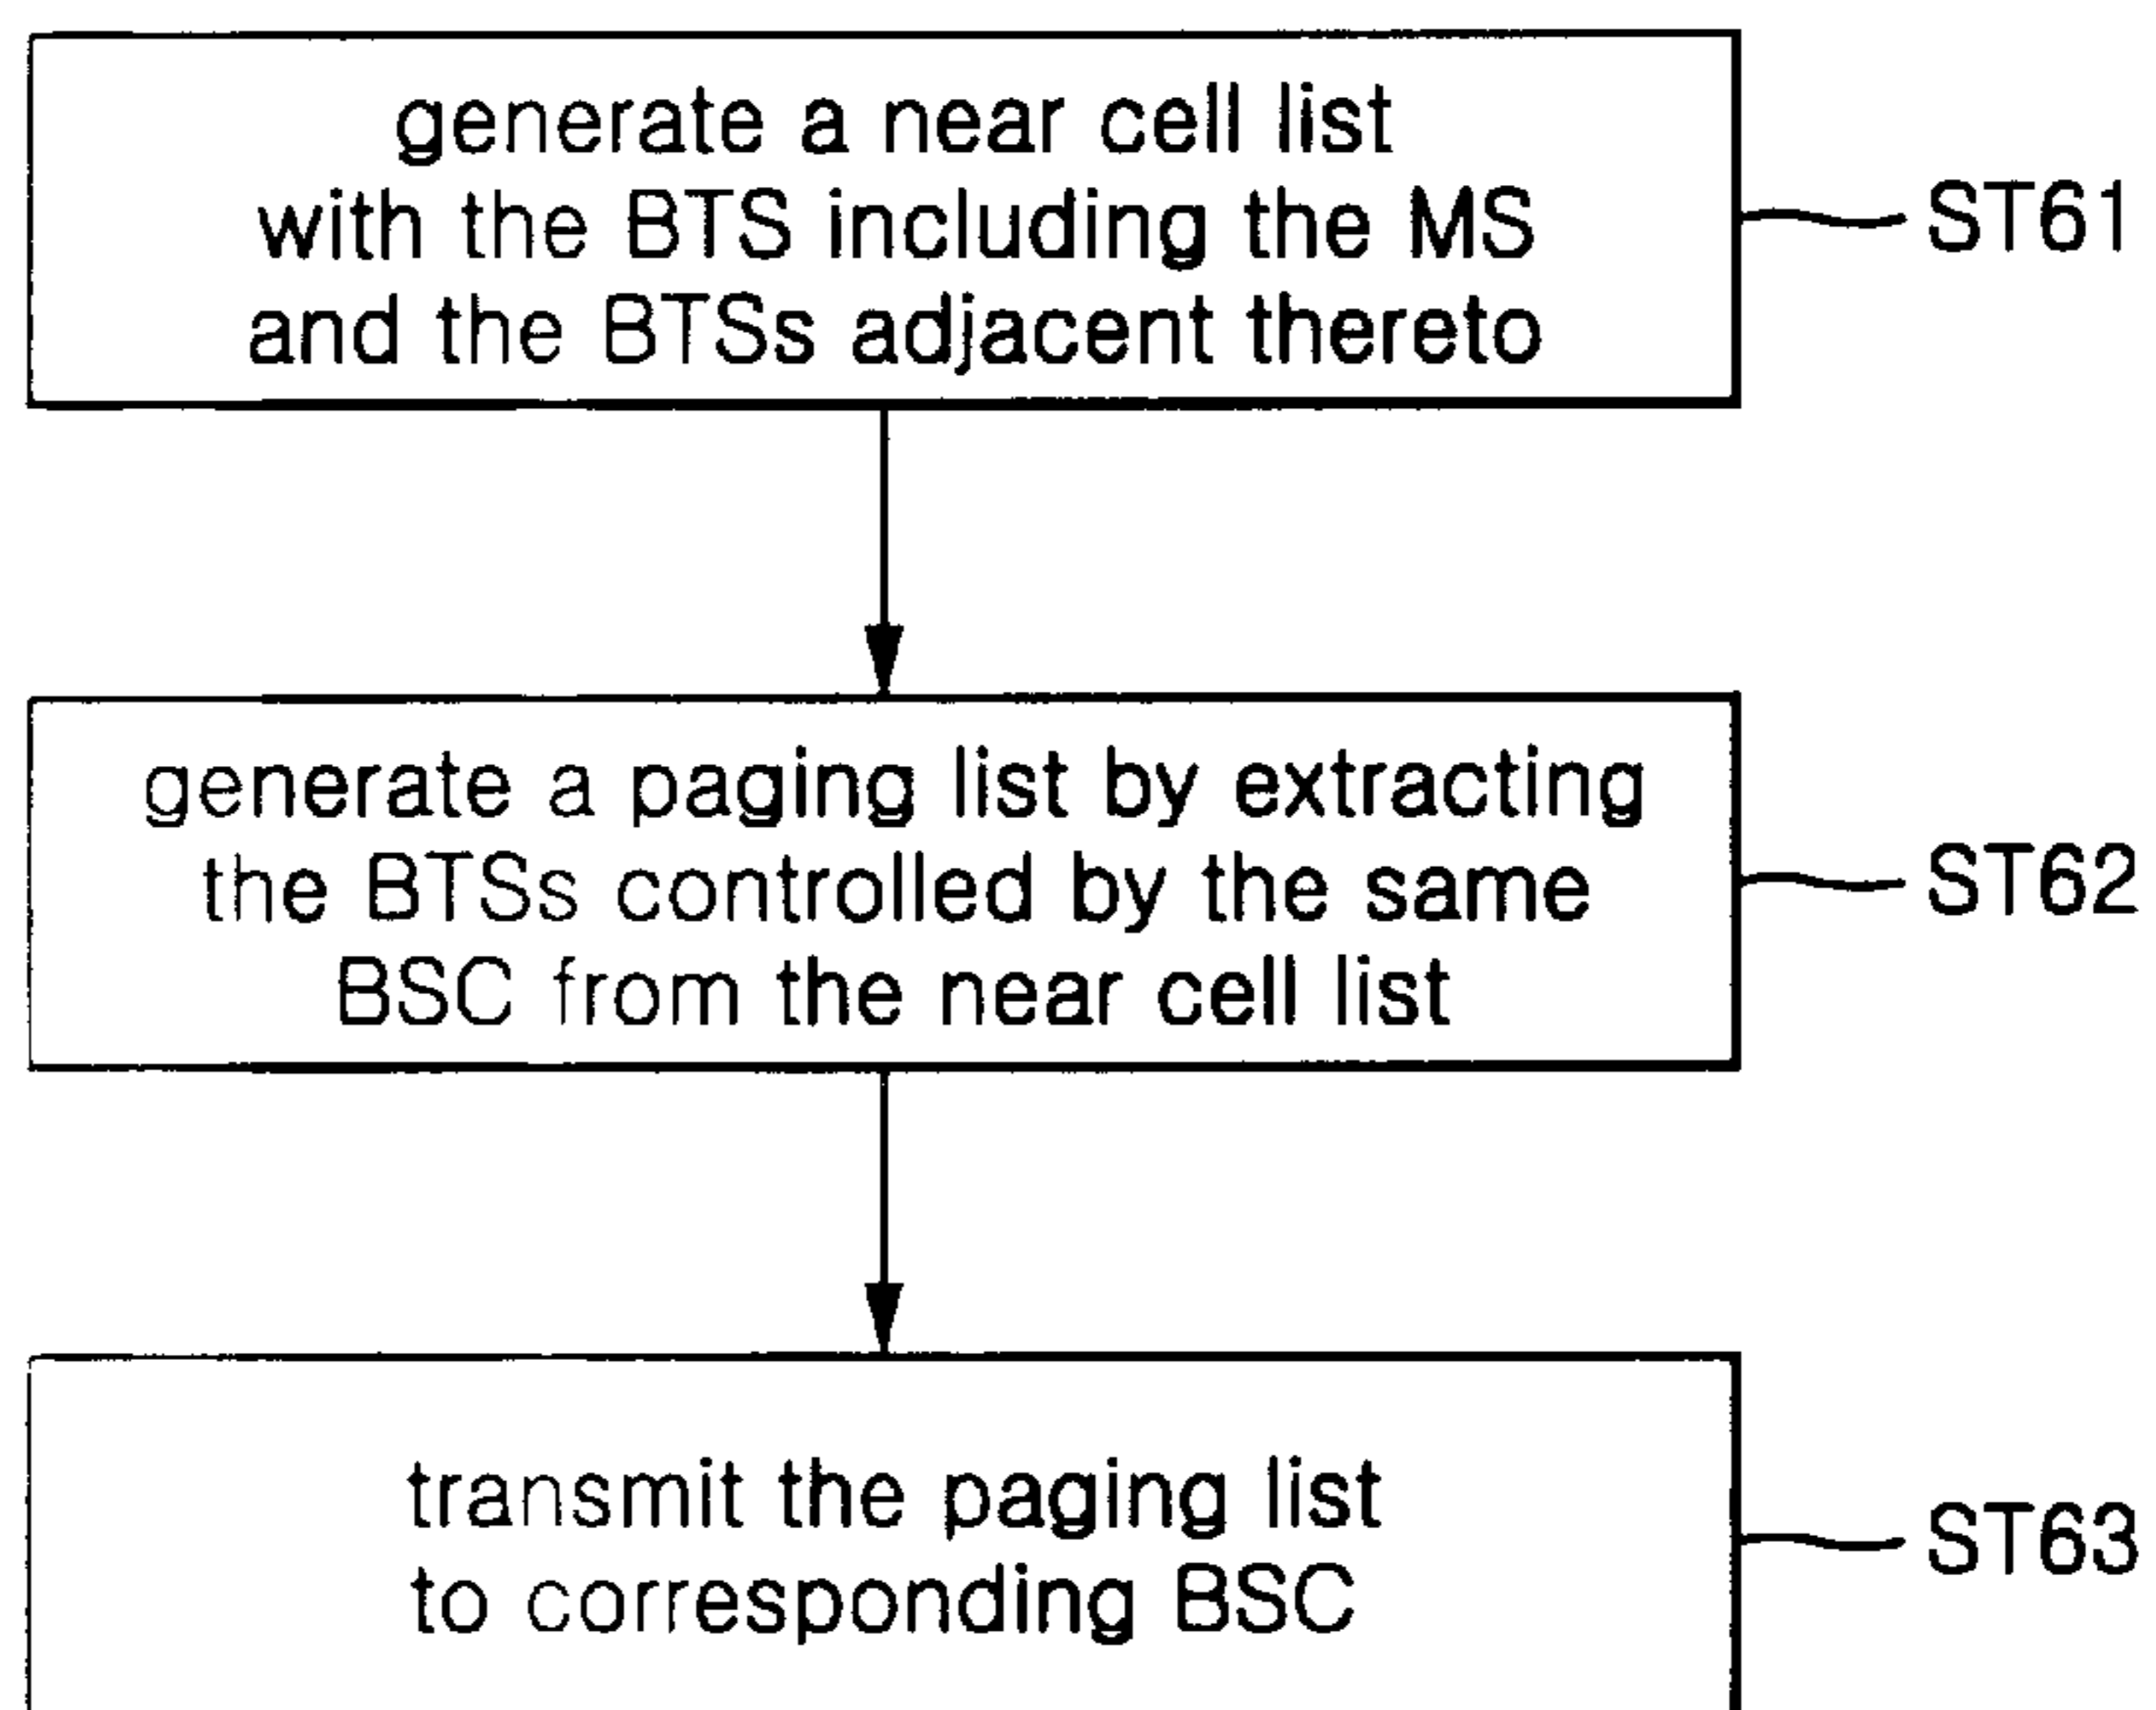 generate a near cell list
with the BTS including the MS
and the BTSs adjacent thereto
ST61
generate a paging list by extracting
the BTSs controlled by the same
BSC from the near cell list
ST62
transmit the paging list
to corresponding BSC
ST63